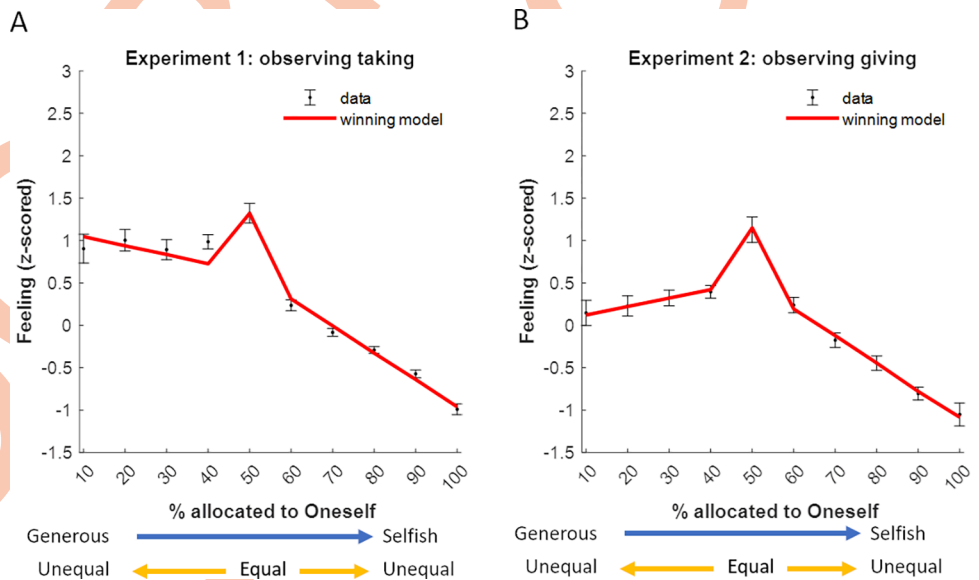 A
Experiment 1: observing taking
data
winning model
Feeling (z-scored)
3
2.5
2
1.5
1
0.5
0
-0.5
-1
-1.5
10 20 30 40 50 60 70 80 90 100
% allocated to Oneself
Generous Selfish
Unequal Equal Unequal
B
Experiment 2: observing giving
data
winning model
Feeling (z-scored)
3
2.5
2
1.5
1
0.5
0
-0.5
-1
-1.5
10 20 30 40 50 60 70 80 90 100
% allocated to Oneself
Generous Selfish
Unequal Equal Unequal